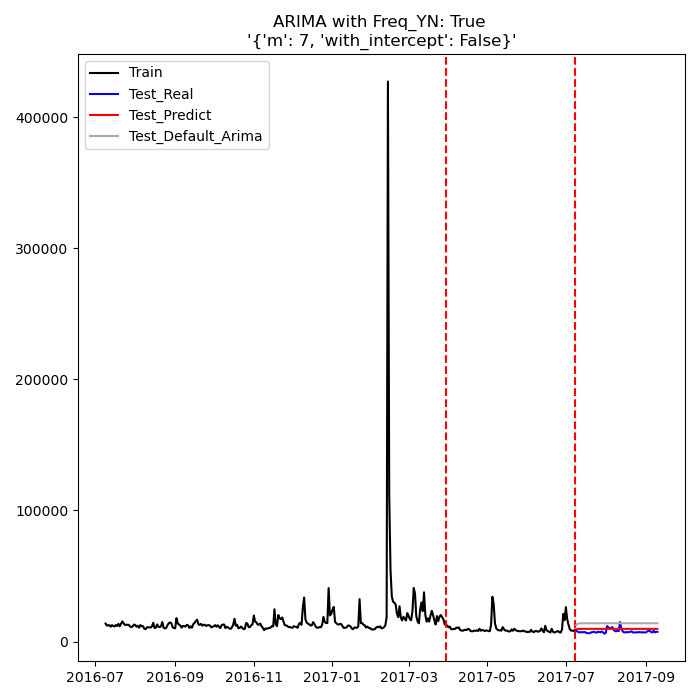 ARIMA with Freq_YN: True
'{'m': 7, 'with_intercept': False}'
Train
Test_Real
Test_Predict
Test_Default_Arima
400000
300000
200000
100000
0
2016-07 2016-09 2016-11 2017-01 2017-03 2017-05 2017-07 2017-09